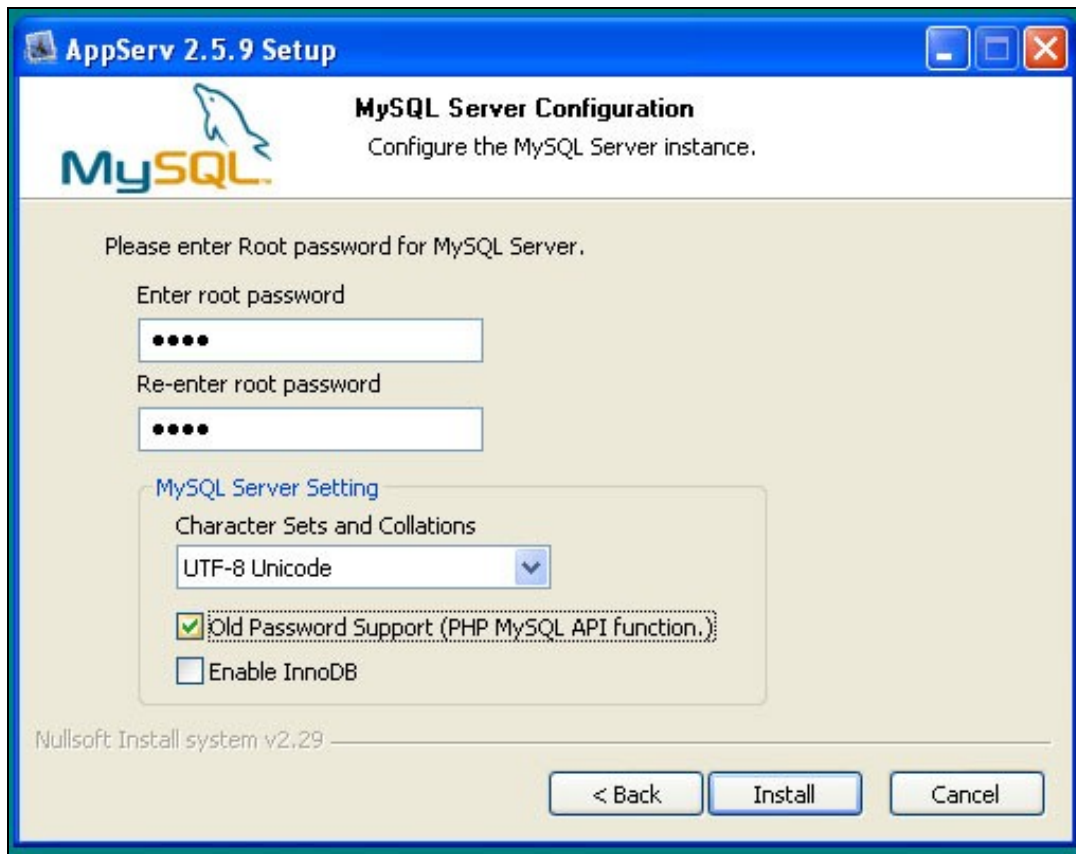 AppServ 2.5.9 Setup
MySQL Server Configuration
Configure the MySQL Server instance.
MySQL™
Please enter Root password for MySQL Server.
Enter root password
••••
Re-enter root password
••••
MySQL Server Setting
Character Sets and Collations
UTF-8 Unicode
Old Password Support (PHP MySQL API function.)
Enable InnoDB
Nullsoft Install system v2.29
< Back
Install
Cancel